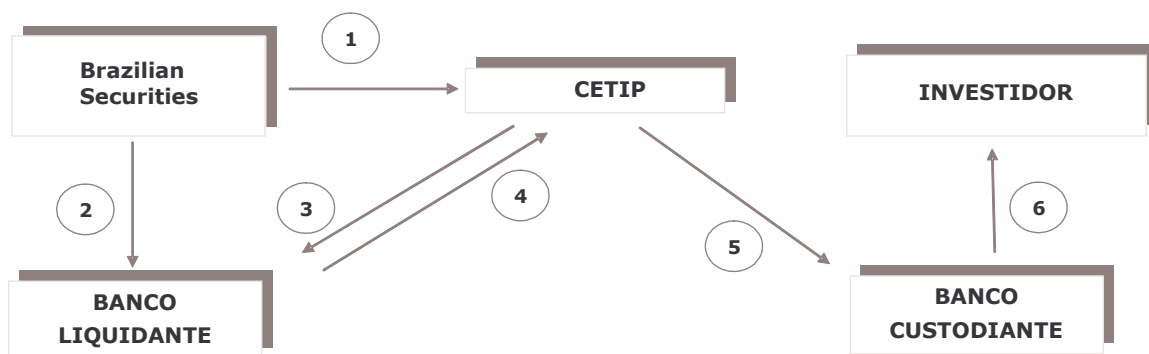 1
Brazilian
Securities
CETIP
INVESTIDOR
2
3
4
5
6
BANCO
LIQUIDANTE
BANCO
CUSTODIANTE